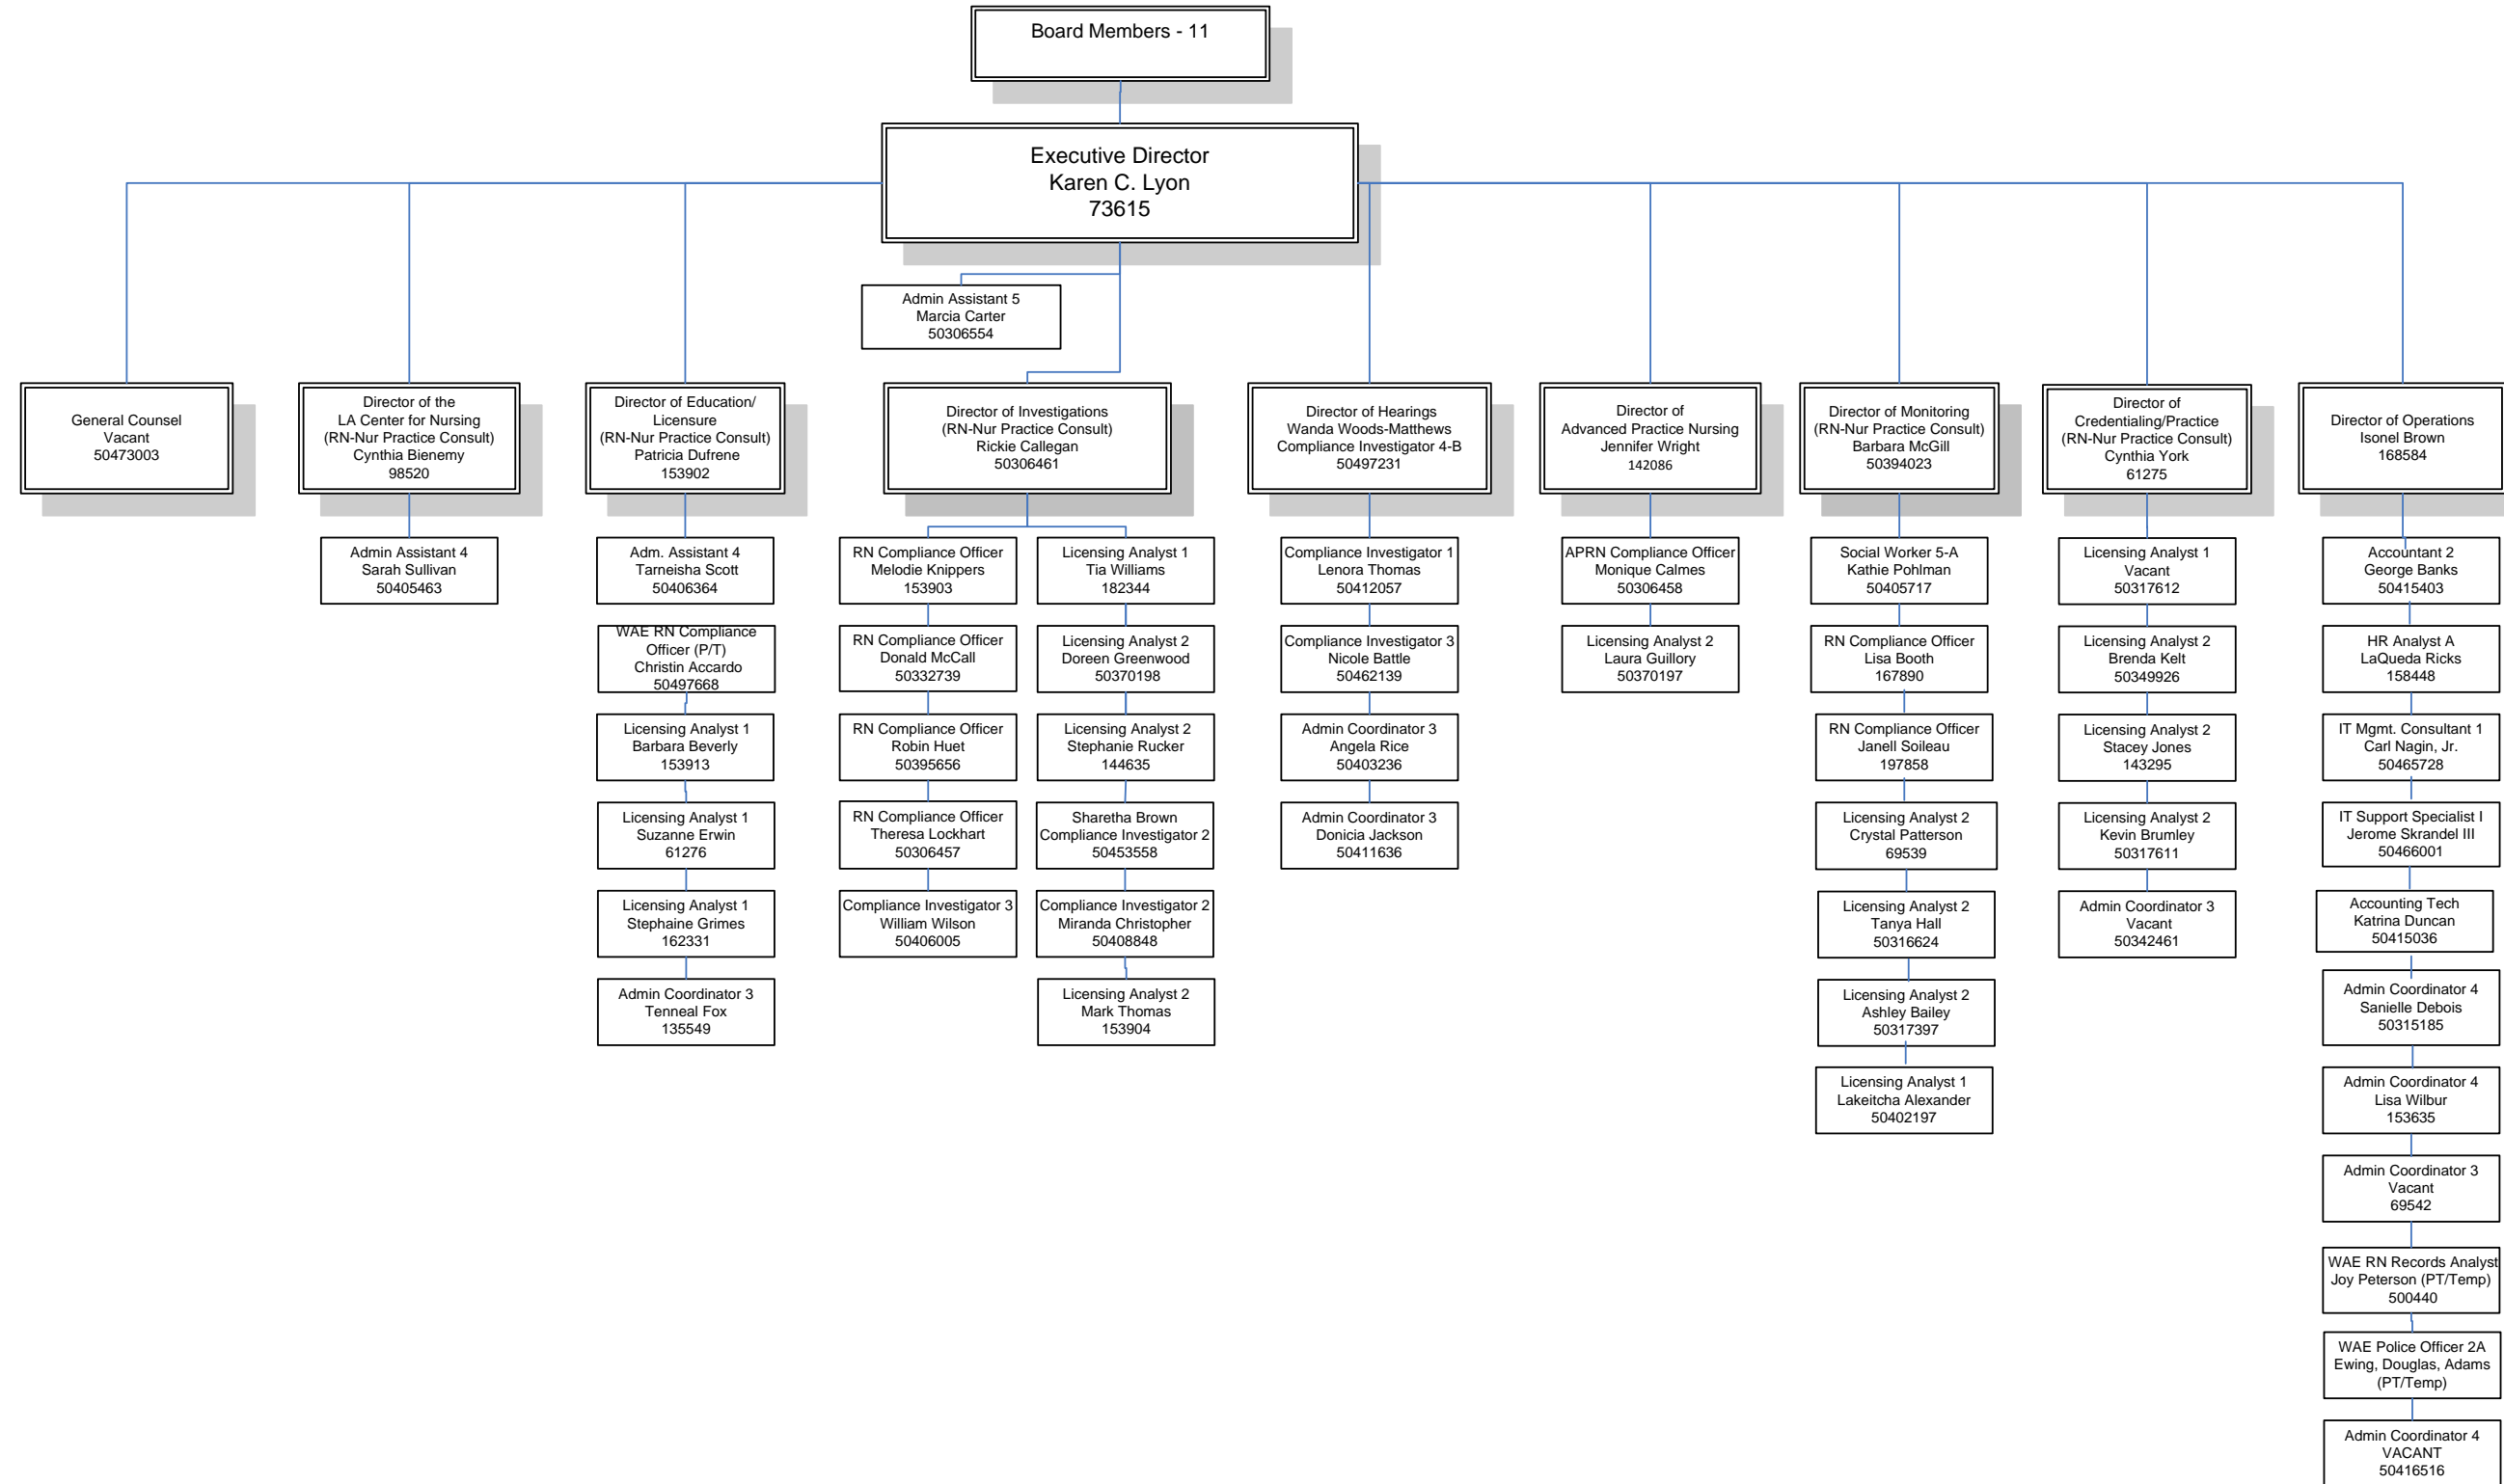 Board Members - 11
Executive Director
Karen C. Lyon
73615
Admin Assistant 5
Marcia Carter
50306554
General Counsel
Vacant
50473003
Director of the
LA Center for Nursing
(RN-Nur Practice Consult)
Cynthia Bienemy
98520
Admin Assistant 4
Sarah Sullivan
50405463
Director of Education/
Licensure
(RN-Nur Practice Consult)
Patricia Dufrene
153902
Adm. Assistant 4
Tarneisha Scott
50406364
WAE RN Compliance
Officer (P/T)
Christin Accardo
50497668
Licensing Analyst 1
Barbara Beverly
153913
Licensing Analyst 1
Suzanne Erwin
61276
Licensing Analyst 1
Stephaine Grimes
162331
Admin Coordinator 3
Tenneal Fox
135549
Director of Investigations
(RN-Nur Practice Consult)
Rickie Callegan
50306461
RN Compliance Officer
Melodie Knippers
153903
RN Compliance Officer
Donald McCall
50332739
RN Compliance Officer
Robin Huet
50395656
RN Compliance Officer
Theresa Lockhart
50306457
Compliance Investigator 3
William Wilson
50406005
Licensing Analyst 1
Tia Williams
182344
Licensing Analyst 2
Doreen Greenwood
50370198
Licensing Analyst 2
Stephanie Rucker
144635
Sharetha Brown
Compliance Investigator 2
50453558
Compliance Investigator 2
Miranda Christopher
50408848
Licensing Analyst 2
Mark Thomas
153904
Director of Hearings
Wanda Woods-Matthews
Compliance Investigator 4-B
50497231
Compliance Investigator 1
Lenora Thomas
50412057
Compliance Investigator 3
Nicole Battle
50462139
Admin Coordinator 3
Angela Rice
50403236
Admin Coordinator 3
Donicia Jackson
50411636
Director of
Advanced Practice Nursing
Jennifer Wright
142086
APRN Compliance Officer
Monique Calmes
50306458
Licensing Analyst 2
Laura Guillory
50370197
Director of Monitoring
(RN-Nur Practice Consult)
Barbara McGill
50394023
Social Worker 5-A
Kathie Pohlman
50405717
RN Compliance Officer
Lisa Booth
167890
RN Compliance Officer
Janell Soileau
197858
Licensing Analyst 2
Crystal Patterson
69539
Licensing Analyst 2
Tanya Hall
50316624
Licensing Analyst 2
Ashley Bailey
50317397
Licensing Analyst 1
Lakeitcha Alexander
50402197
Director of
Credentialing/Practice
(RN-Nur Practice Consult)
Cynthia York
61275
Licensing Analyst 1
Vacant
50317612
Licensing Analyst 2
Brenda Kelt
50349926
Licensing Analyst 2
Stacey Jones
143295
Licensing Analyst 2
Kevin Brumley
50317611
Admin Coordinator 3
Vacant
50342461
Director of Operations
Isonel Brown
168584
Accountant 2
George Banks
50415403
HR Analyst A
LaQueda Ricks
158448
IT Mgmt. Consultant 1
Carl Nagin, Jr.
50465728
IT Support Specialist I
Jerome Skrandel III
50466001
Accounting Tech
Katrina Duncan
50415036
Admin Coordinator 4
Sanielle Debois
50315185
Admin Coordinator 4
Lisa Wilbur
153635
Admin Coordinator 3
Vacant
69542
WAE RN Records Analyst
Joy Peterson (PT/Temp)
500440
WAE Police Officer 2A
Ewing, Douglas, Adams
(PT/Temp)
Admin Coordinator 4
VACANT
50416516